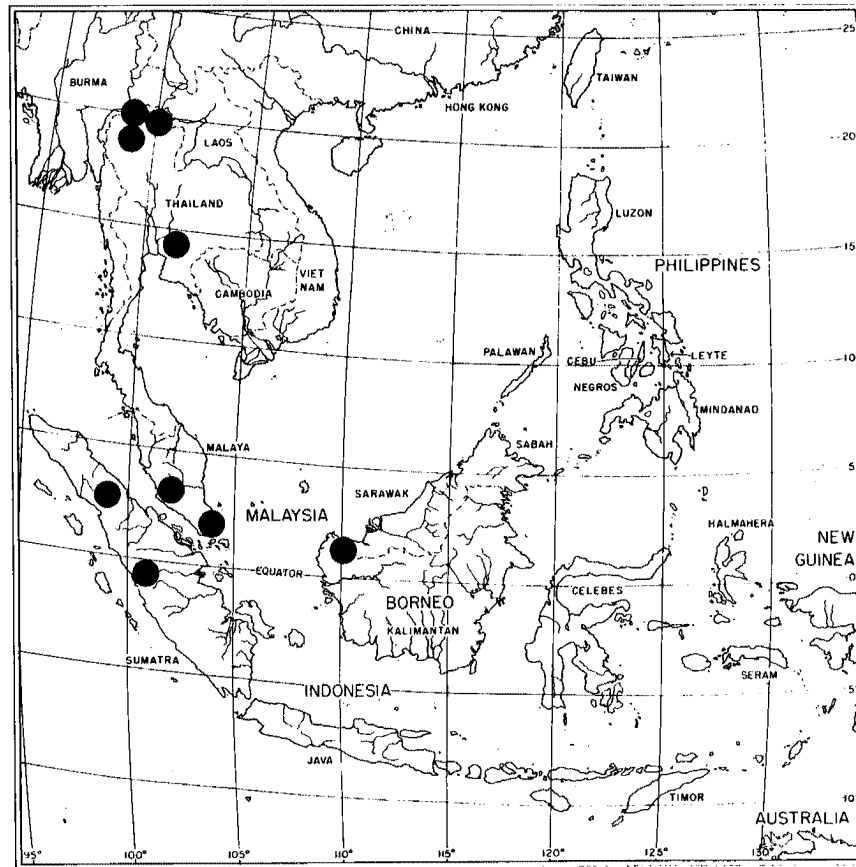 CHINA
25
BURMA
TAIWAN
HONG KONG
20
LAOS
THAILAND
LUZON
15
VIET
NAM
PHILIPPINES
CAMBODIA
PALAWAN
CEBU
LEYTE
10
NEGROS
MINDANAO
SABAH
MALAYA
5
SARAWAK
MALAYSIA
HALMAHERA
NEW
GUINEA
EQUATOR
0
BORNEO
CELEBES
KALIMANTAN
SUMATRA
SERAM
INDONESIA
5
JAVA
TIMOR
10
AUSTRALIA
95° 100° 105° 110° 115° 120° 125° 130°